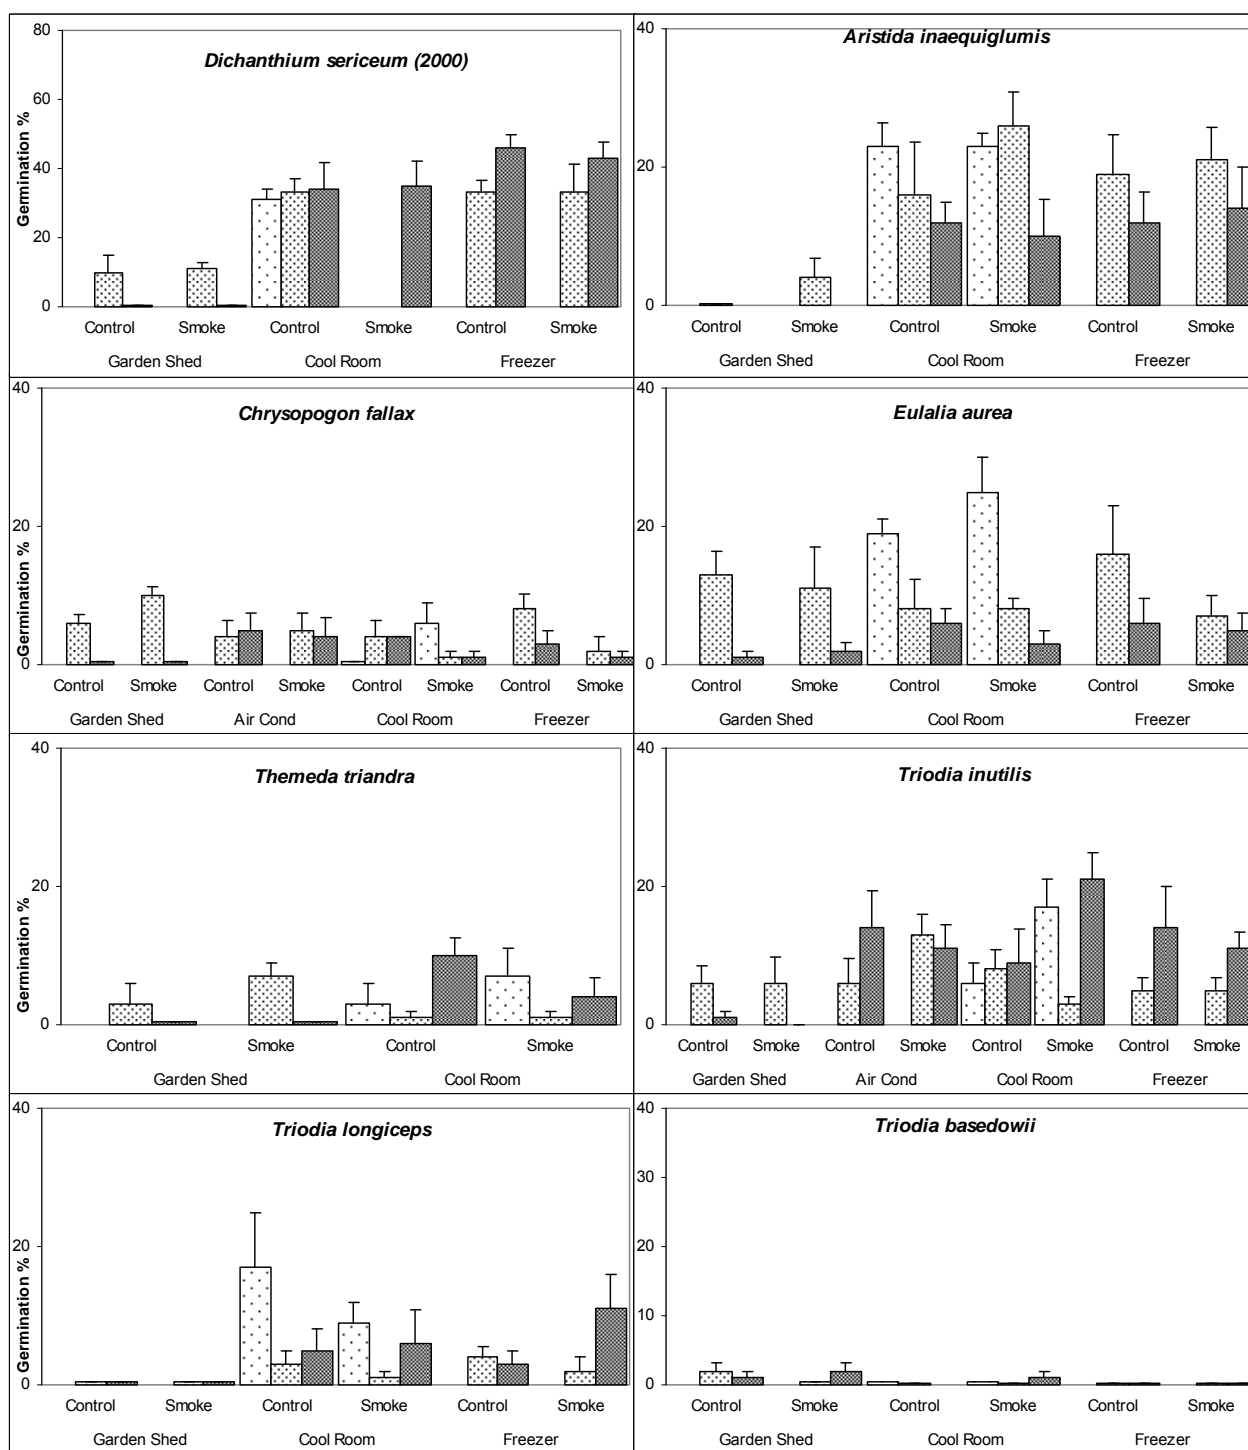 Dichanthium sericeum (2000)
Germination %
80
60
40
20
0
Control Smoke Control Smoke Control Smoke
Garden Shed Cool Room Freezer
Aristida inaequiglumis
40
20
0
Control Smoke Control Smoke Control Smoke
Garden Shed Cool Room Freezer
Chrysopogon fallax
Germination %
40
20
0
Control Smoke Control Smoke Control Smoke Control Smoke
Garden Shed Air Cond Cool Room Freezer
Eulalia aurea
40
20
0
Control Smoke Control Smoke Control Smoke
Garden Shed Cool Room Freezer
Themeda triandra
Germination %
40
20
0
Control Smoke Control Smoke
Garden Shed Cool Room
Triodia inutilis
40
20
0
Control Smoke Control Smoke Control Smoke Control Smoke
Garden Shed Air Cond Cool Room Freezer
Triodia longiceps
Germination %
40
20
0
Control Smoke Control Smoke Control Smoke
Garden Shed Cool Room Freezer
Triodia basedowii
40
30
20
10
0
Control Smoke Control Smoke Control Smoke
Garden Shed Cool Room Freezer